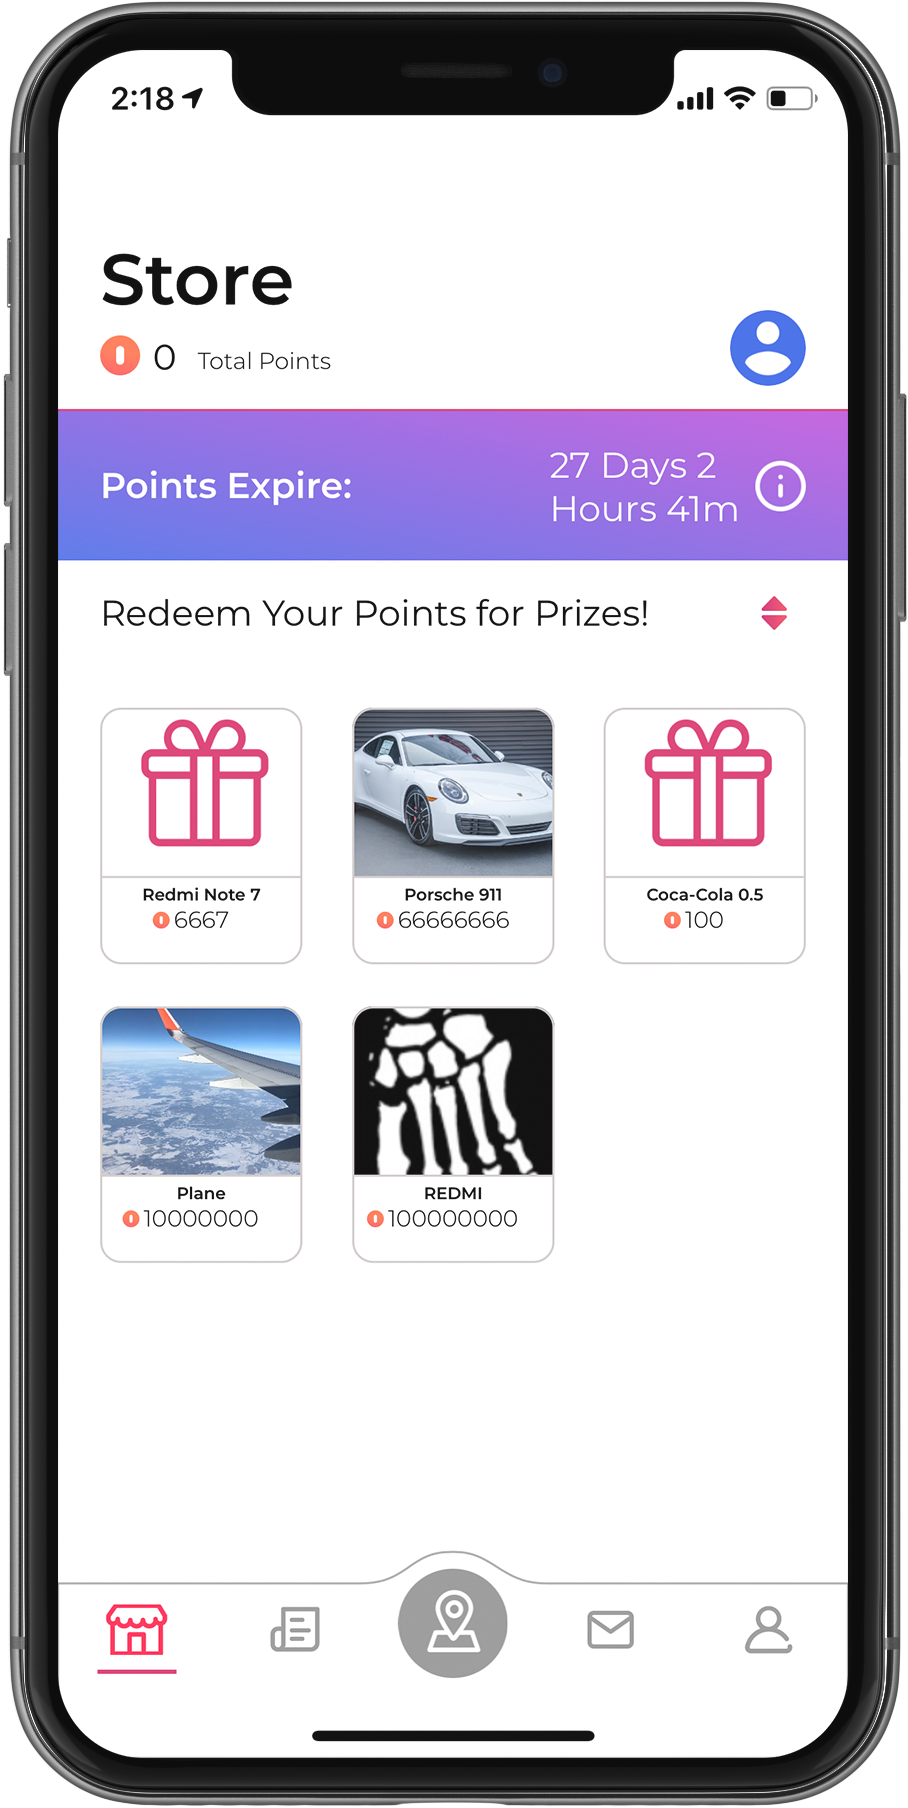 2:18
Store
0 Total Points
Points Expire:
27 Days 2
Hours 41m
Redeem Your Points for Prizes!
Redmi Note 7
6667
Porsche 911
66666666
Coca-Cola 0.5
100
Plane
10000000
REDMI
100000000